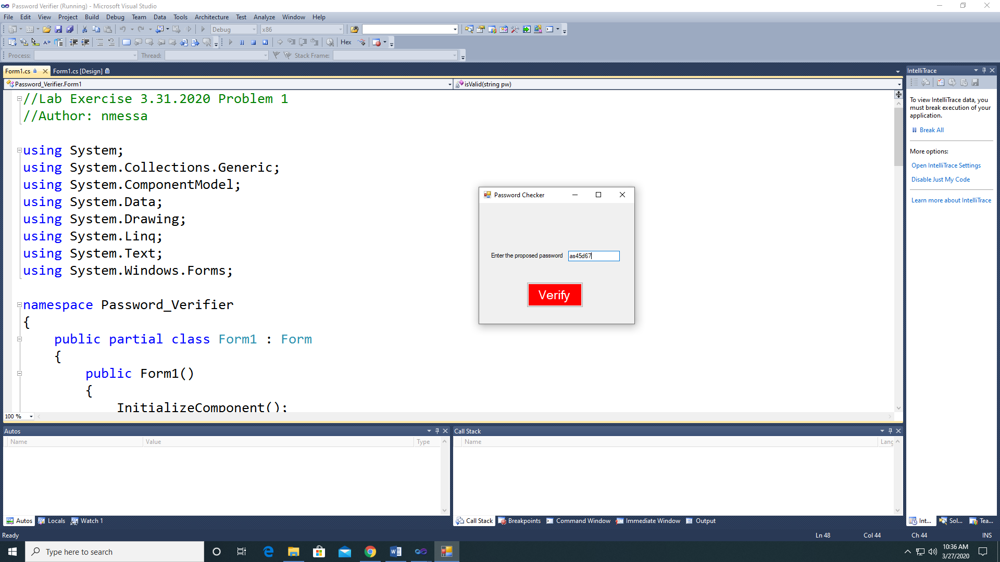 Password Verifier (Running) - Microsoft Visual Studio
File Edit View Project Build Debug Team Data Tools Architecture Test Analyze Window Help
Debug x86
Hex
Process: Thread: Stack Frame:
Form1.cs Form1.cs [Design]
Password_Verifier.Form1 isValid(string pw)
//Lab Exercise 3.31.2020 Problem 1
//Author: nmessa
using System;
using System.Collections.Generic;
using System.ComponentModel;
using System.Data;
using System.Drawing;
using System.Linq;
using System.Text;
using System.Windows.Forms;
namespace Password_Verifier
{
public partial class Form1 : Form
{
public Form1()
{
InitializeComponent();
100 %
Password Checker
Enter the proposed password as45d67
Verify
IntelliTrace
To view IntelliTrace data, you
must break execution of your
application.
Break All
More options:
Open IntelliTrace Settings
Disable Just My Code
Learn more about IntelliTrace
Autos
Name Value Type
Call Stack
Name Lang
Autos Locals Watch 1
Call Stack Breakpoints Command Window Immediate Window Output
Int... Sol... Tea...
Ready Ln 48 Col 44 Ch 44 INS
Type here to search
10:36 AM
3/27/2020